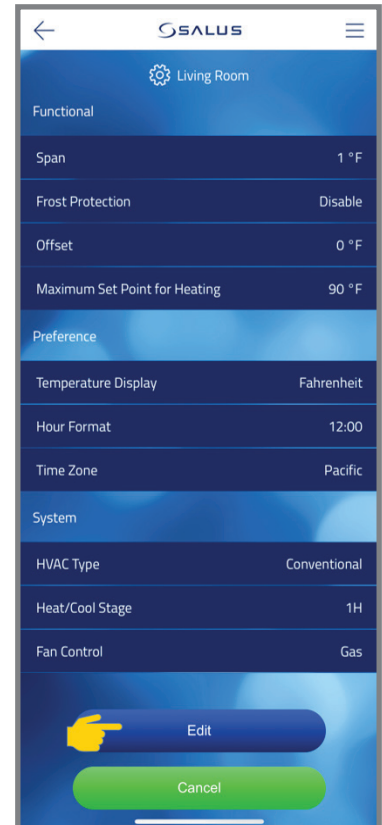 SALUS
Living Room
Functional
Span 1 °F
Frost Protection Disable
Offset 0 °F
Maximum Set Point for Heating 90 °F
Preference
Temperature Display Fahrenheit
Hour Format 12:00
Time Zone Pacific
System
HVAC Type Conventional
Heat/Cool Stage 1H
Fan Control Gas
Edit
Cancel